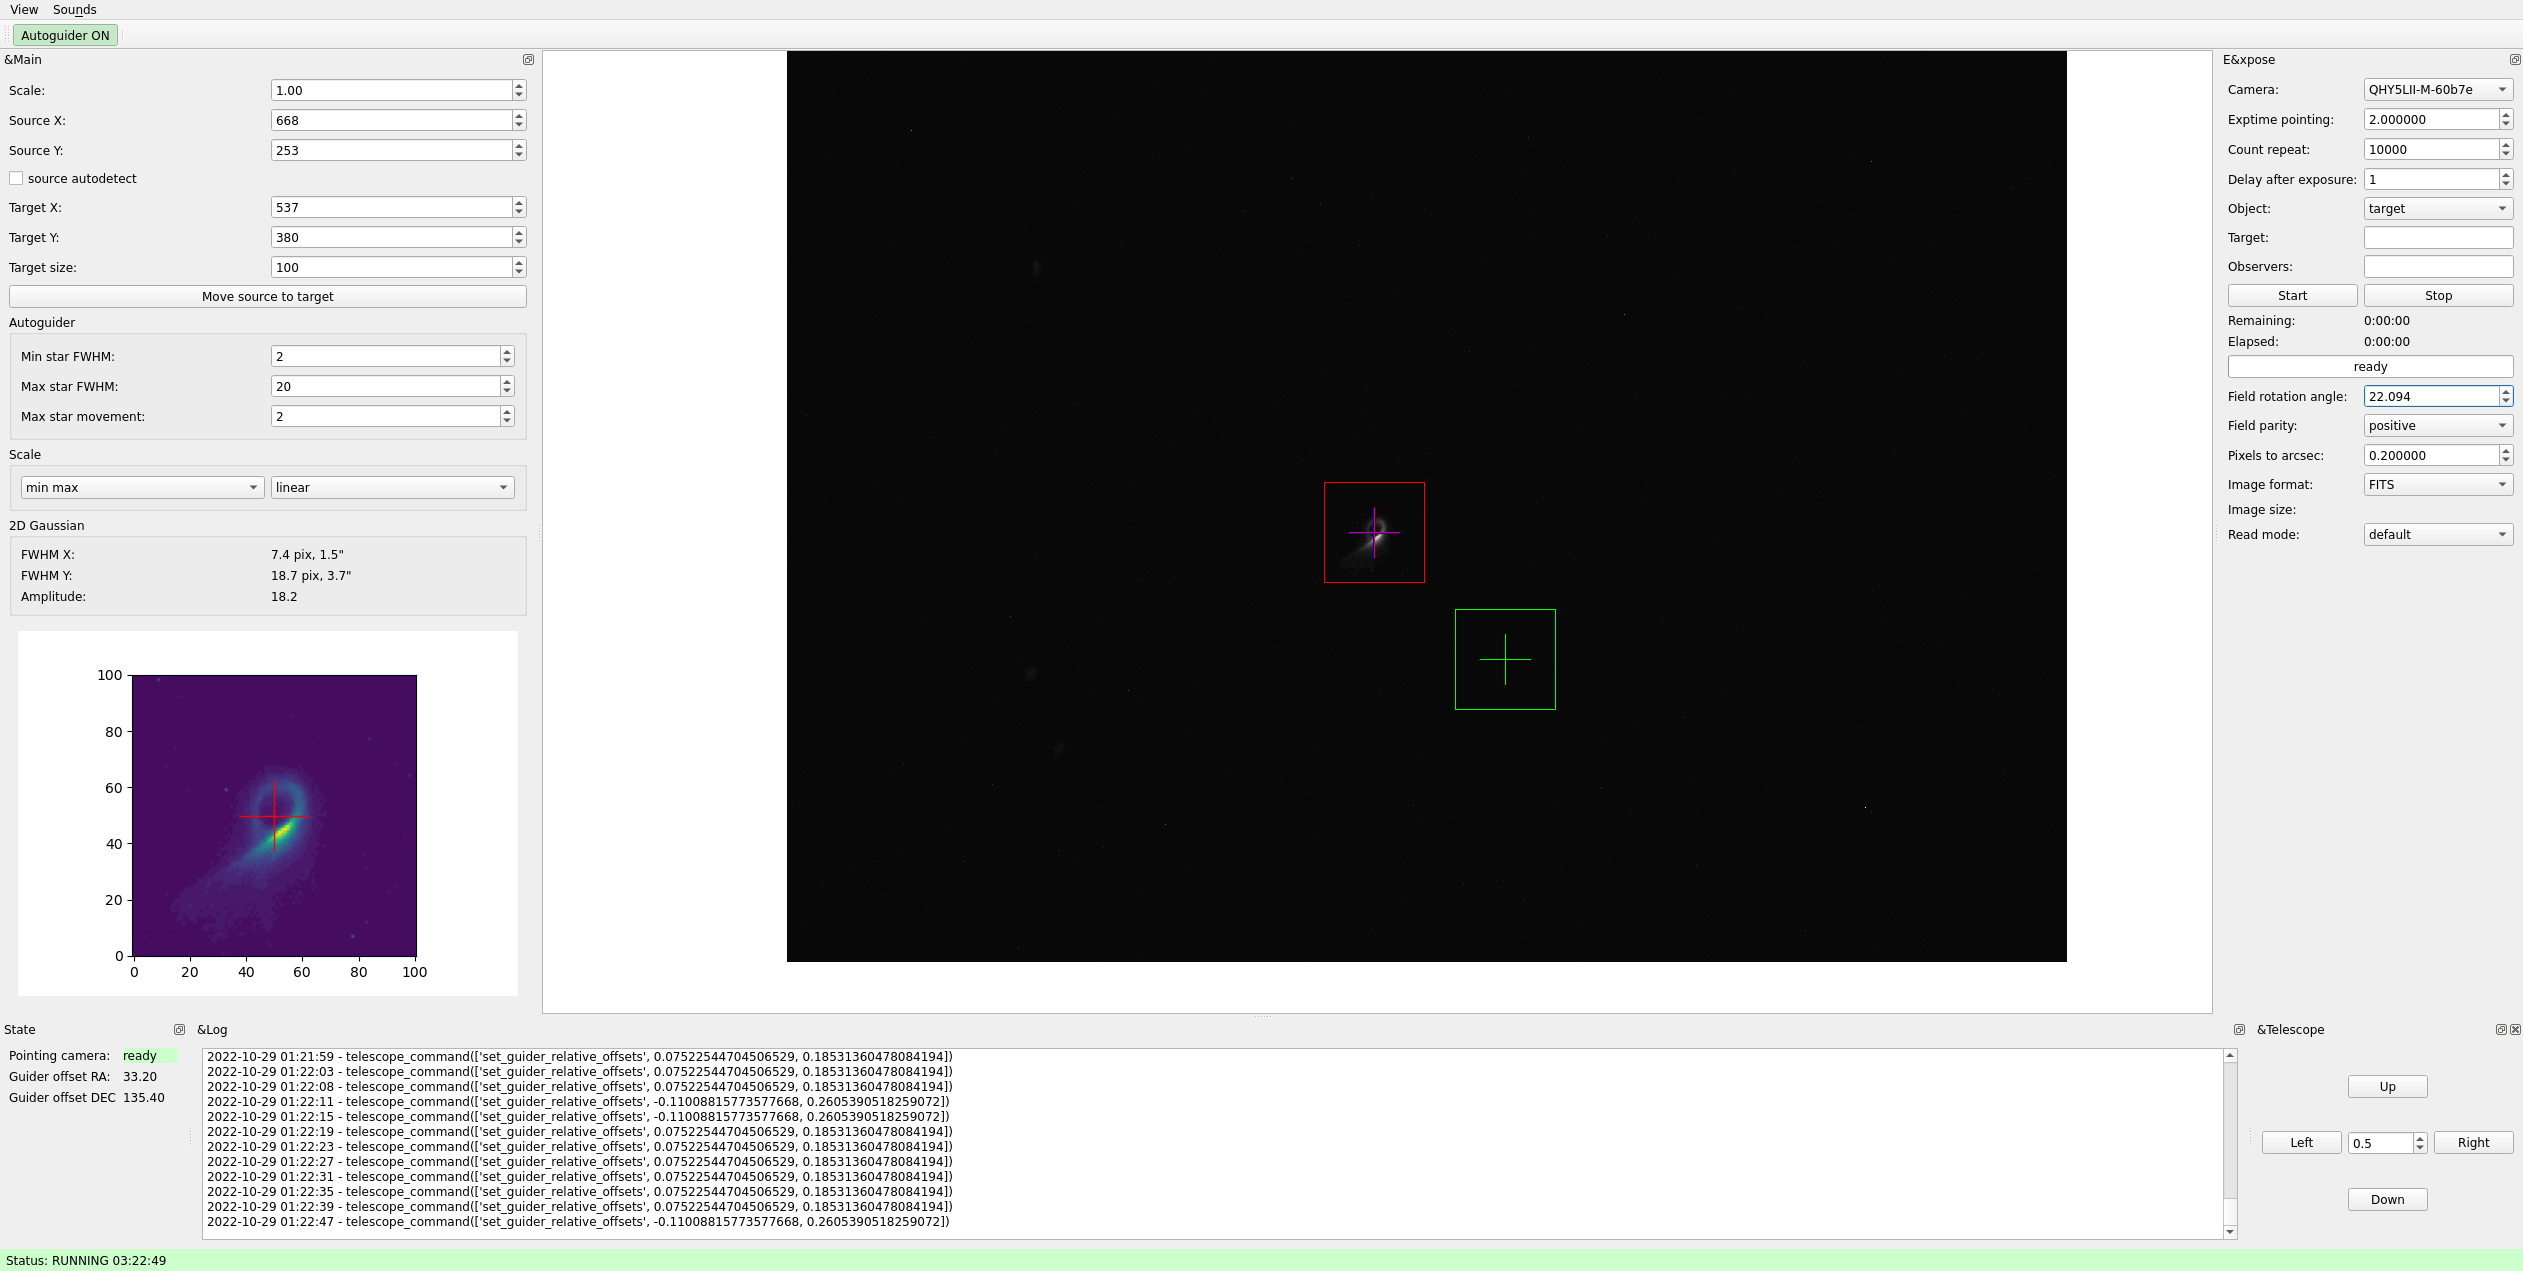 View Sounds
Autoguider ON
&Main
Scale: 1.00
Source X: 668
Source Y: 253
source autodetect
Target X: 537
Target Y: 380
Target size: 100
Move source to target
Autoguider
Min star FWHM: 2
Max star FWHM: 20
Max star movement: 2
Scale
min max linear
2D Gaussian
FWHM X: 7.4 pix, 1.5"
FWHM Y: 18.7 pix, 3.7"
Amplitude: 18.2
100
80
60
40
20
0
0 20 40 60 80 100
E&xpose
Camera: QHY5LII-M-60b7e
Exptime pointing: 2.000000
Count repeat: 10000
Delay after exposure: 1
Object: target
Target:
Observers:
Start Stop
Remaining: 0:00:00
Elapsed: 0:00:00
ready
Field rotation angle: 22.094
Field parity: positive
Pixels to arcsec: 0.200000
Image format: FITS
Image size:
Read mode: default
State
Pointing camera: ready
Guider offset RA: 33.20
Guider offset DEC 135.40
&Log
2022-10-29 01:21:59 - telescope_command(['set_guider_relative_offsets', 0.07522544704506529, 0.18531360478084194])
2022-10-29 01:22:03 - telescope_command(['set_guider_relative_offsets', 0.07522544704506529, 0.18531360478084194])
2022-10-29 01:22:08 - telescope_command(['set_guider_relative_offsets', 0.07522544704506529, 0.18531360478084194])
2022-10-29 01:22:11 - telescope_command(['set_guider_relative_offsets', -0.11008815773577668, 0.2605390518259072])
2022-10-29 01:22:15 - telescope_command(['set_guider_relative_offsets', -0.11008815773577668, 0.2605390518259072])
2022-10-29 01:22:19 - telescope_command(['set_guider_relative_offsets', 0.07522544704506529, 0.18531360478084194])
2022-10-29 01:22:23 - telescope_command(['set_guider_relative_offsets', 0.07522544704506529, 0.18531360478084194])
2022-10-29 01:22:27 - telescope_command(['set_guider_relative_offsets', 0.07522544704506529, 0.18531360478084194])
2022-10-29 01:22:31 - telescope_command(['set_guider_relative_offsets', 0.07522544704506529, 0.18531360478084194])
2022-10-29 01:22:35 - telescope_command(['set_guider_relative_offsets', 0.07522544704506529, 0.18531360478084194])
2022-10-29 01:22:39 - telescope_command(['set_guider_relative_offsets', 0.07522544704506529, 0.18531360478084194])
2022-10-29 01:22:47 - telescope_command(['set_guider_relative_offsets', -0.11008815773577668, 0.2605390518259072])
&Telescope
Up
Left 0.5 Right
Down
Status: RUNNING 03:22:49